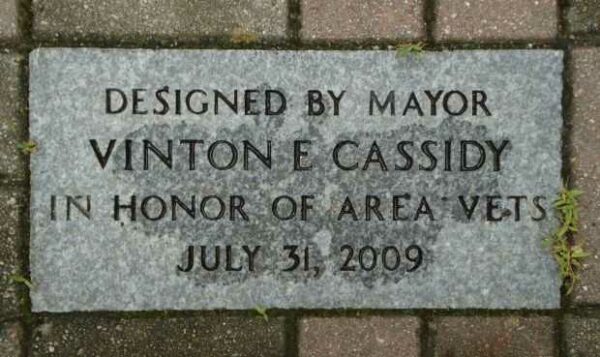 DESIGNED BY MAYOR
VINTON E CASSIDY
IN HONOR OF AREA VETS
JULY 31, 2009